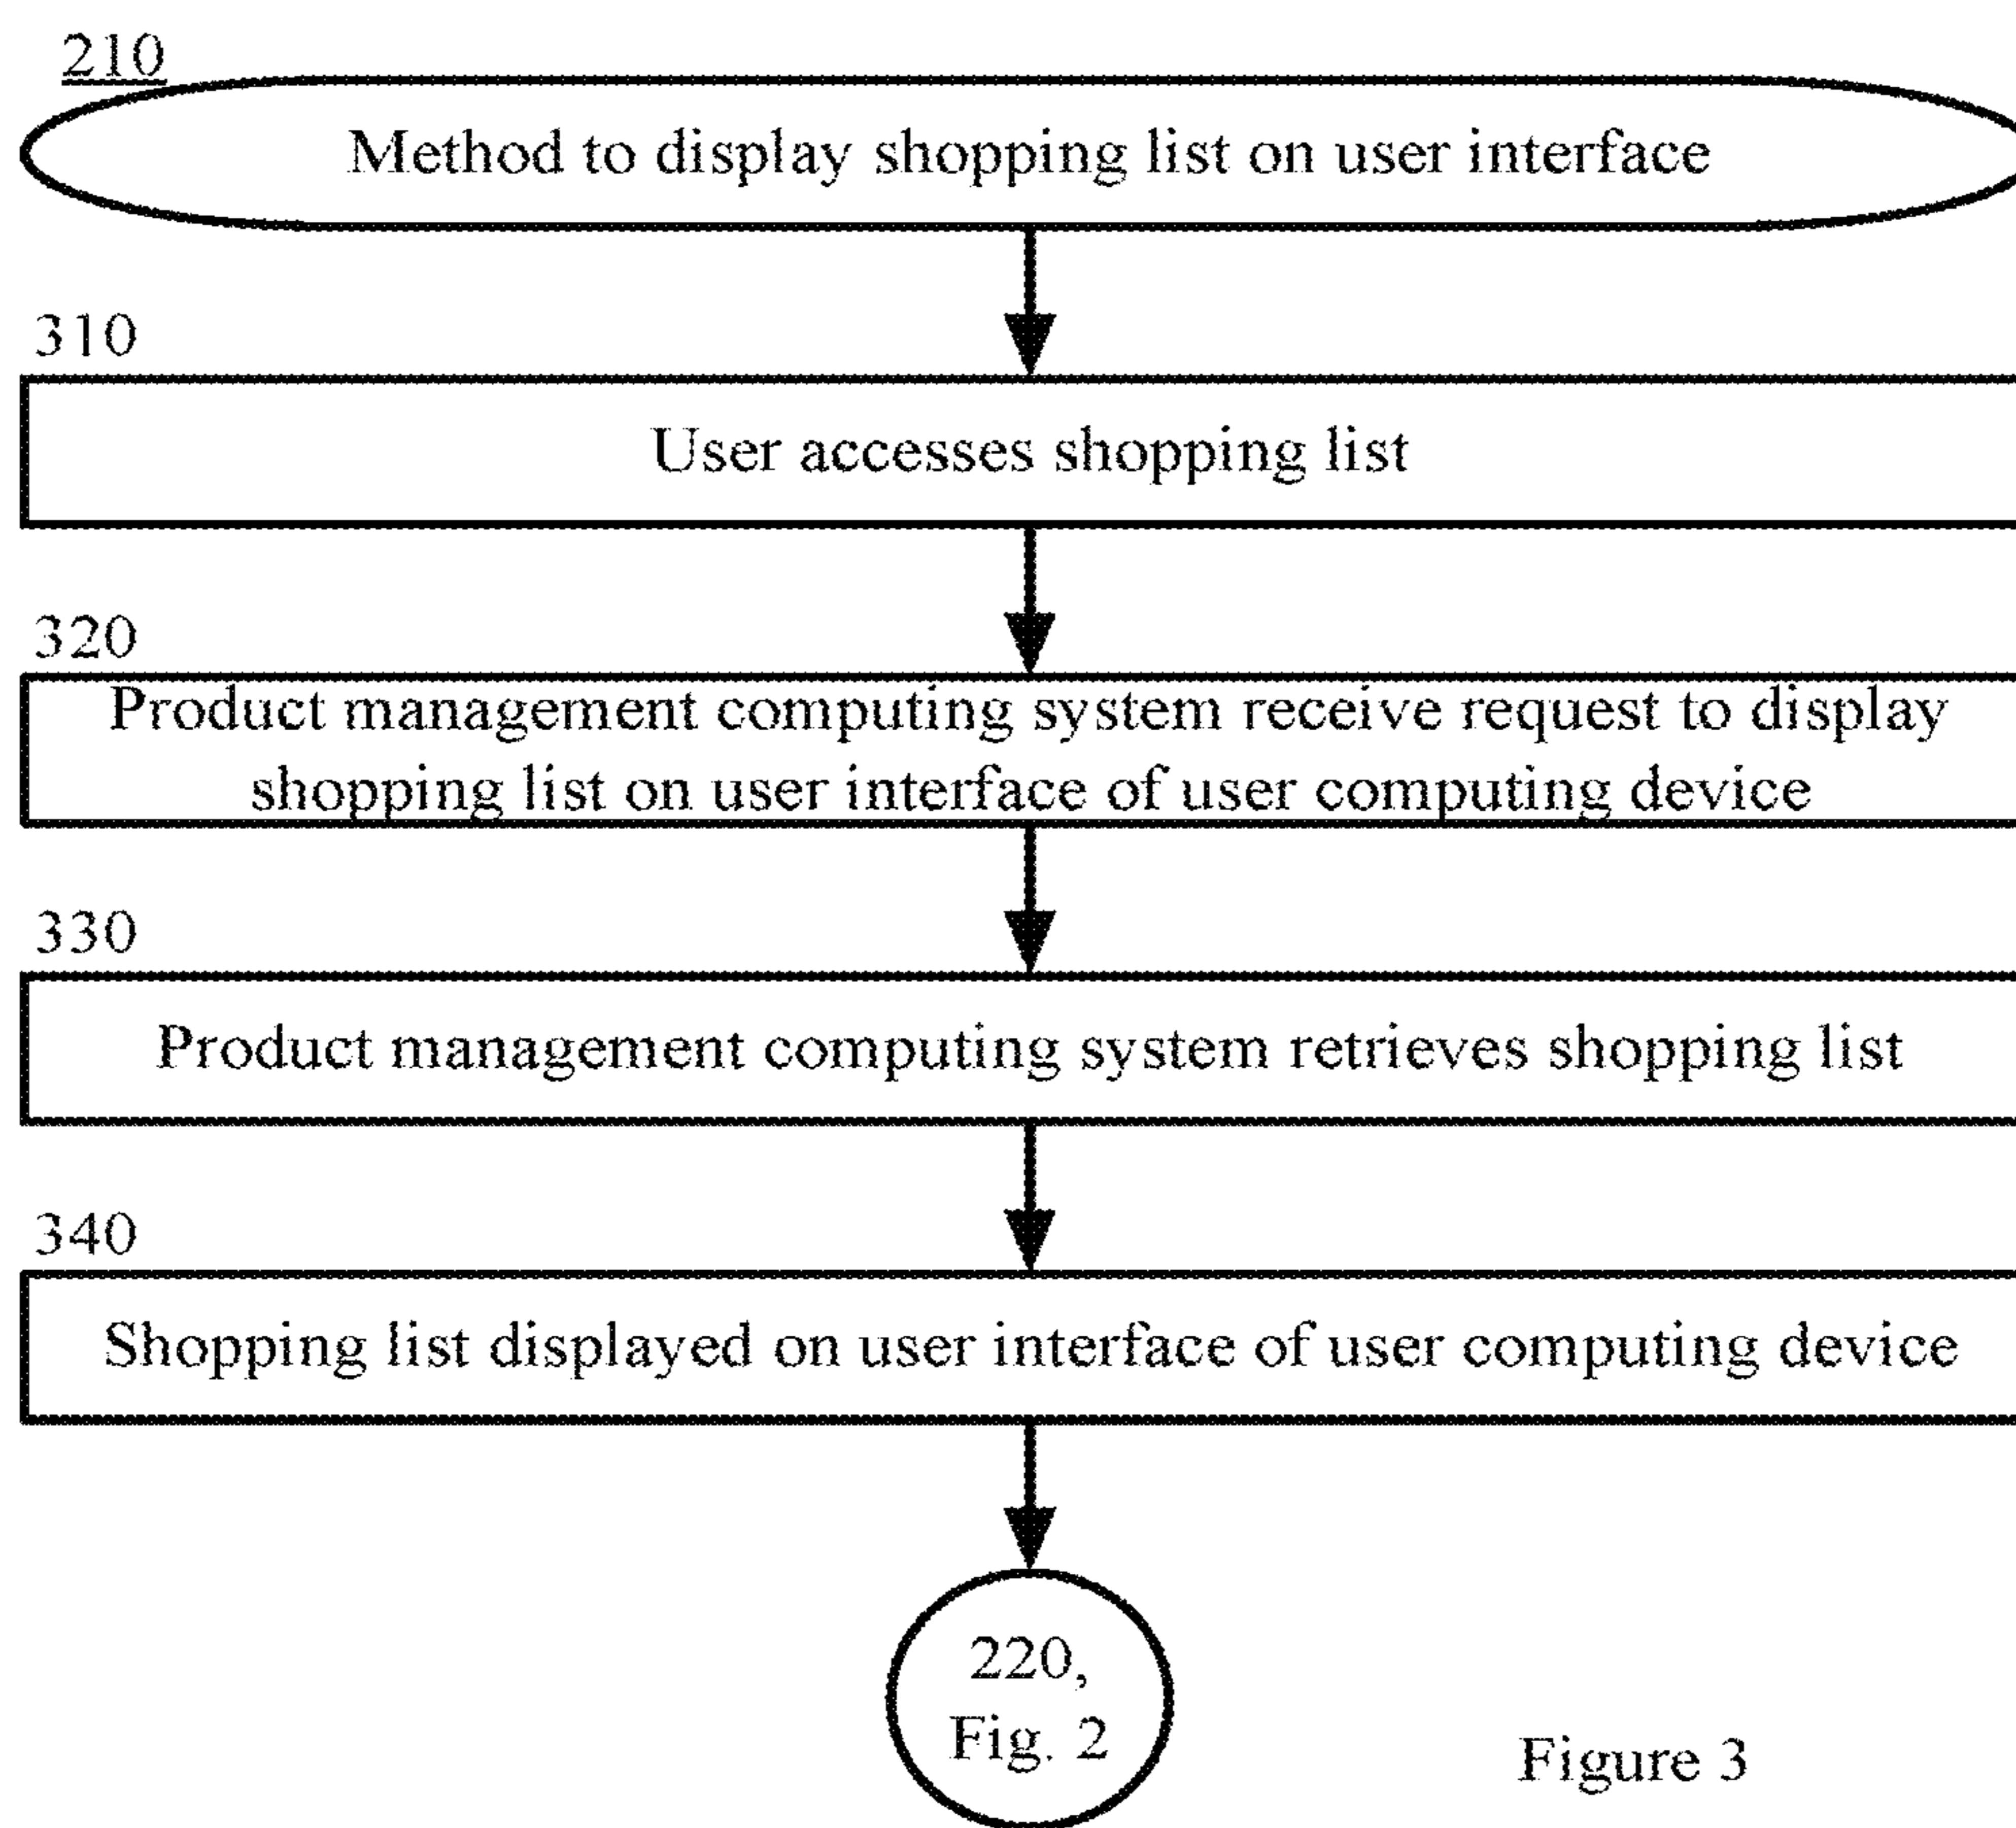 210
Method to display shopping list on user interface
310
User accesses shopping list
320
Product management computing system receive request to display
shopping list on user interface of user computing device
330
Product management computing system retrieves shopping list
340
Shopping list displayed on user interface of user computing device
220,
Fig. 2
Figure 3